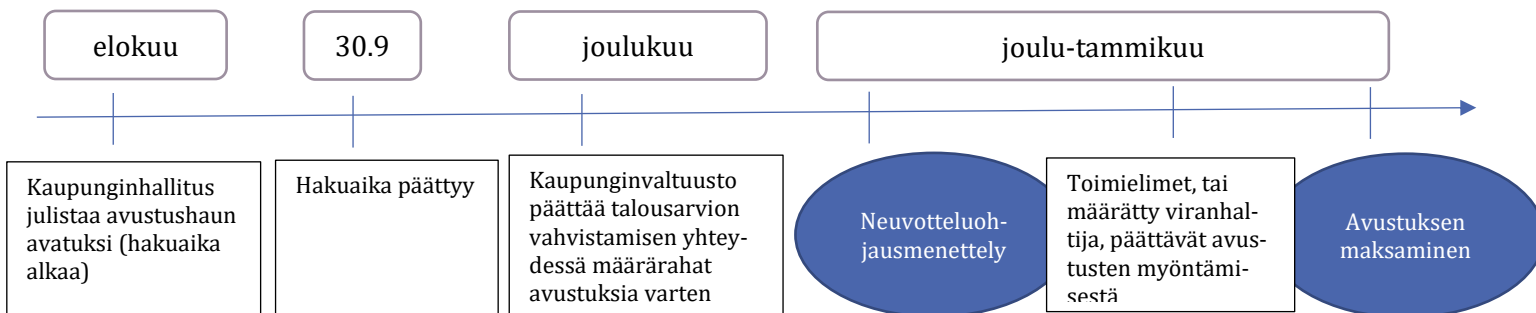 elokuu
30.9
joulukuu
joulu-tammikuu
Kaupunginhallitus
julistaa avustushaun
avatuksi (hakuaika
alkaa)
Hakuaika päättyy
Kaupunginvaltuusto
päättää talousarvion
vahvistamisen yhtey-
dessä määrärahat
avustuksia varten
Neuvotteluoh-
jausmenettely
Toimielimet, tai
määrätty viranhal-
tija, päättävät avus-
tusten myöntämi-
sestä
Avustuksen
maksaminen